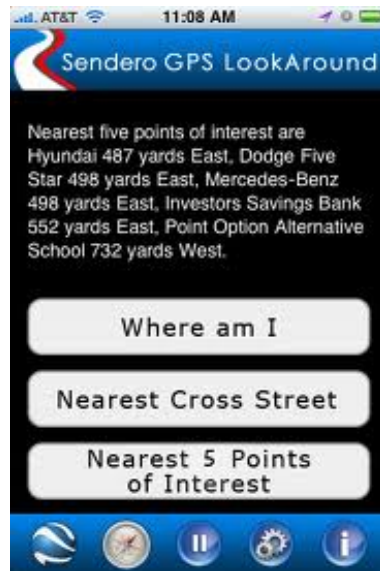 AT&T 11:08 AM
Sendero GPS LookAround
Nearest five points of interest are
Hyundai 487 yards East, Dodge Five
Star 498 yards East, Mercedes-Benz
498 yards East, Investors Savings Bank
552 yards East, Point Option Alternative
School 732 yards West.
Where am I
Nearest Cross Street
Nearest 5 Points
of Interest
i